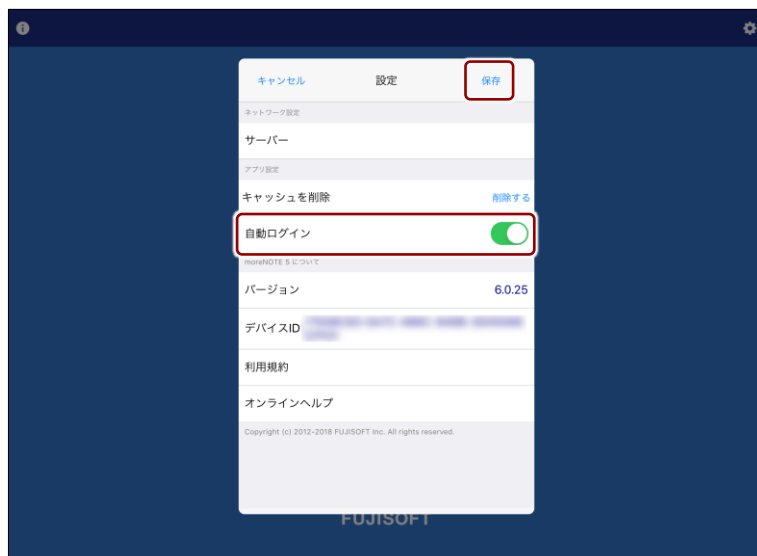 キャンセル 設定 保存
ネットワーク設定
サーバー
アプリ設定
キャッシュを削除 削除する
自動ログイン
moreNOTE 5 について
バージョン 6.0.25
デバイスID
利用規約
オンラインヘルプ
Copyright (c) 2012-2018 FUJISOFT Inc. All rights reserved.
FUJISOFT